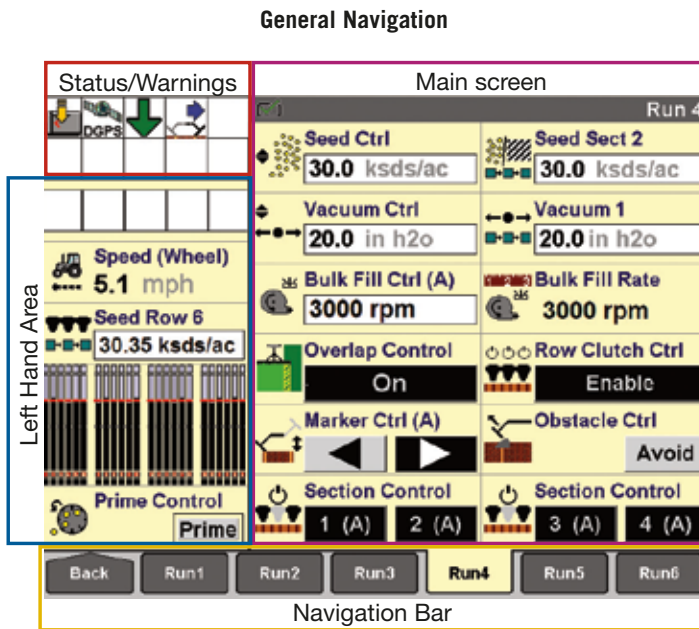 General Navigation
Status/Warnings
Main screen
DGPS
Run 4
Left Hand Area
Speed (Wheel)
5.1 mph
Seed Row 6
30.35 ksds/ac
Prime Control
Prime
Seed Ctrl
30.0 ksds/ac
Seed Sect 2
30.0 ksds/ac
Vacuum Ctrl
20.0 in h2o
Vacuum 1
20.0 in h2o
Bulk Fill Ctrl (A)
3000 rpm
Bulk Fill Rate
3000 rpm
Overlap Control
On
Row Clutch Ctrl
Enable
Marker Ctrl (A)
Obstacle Ctrl
Avoid
Section Control
1 (A) 2 (A)
Section Control
3 (A) 4 (A)
Back Run1 Run2 Run3 Run4 Run5 Run6
Navigation Bar